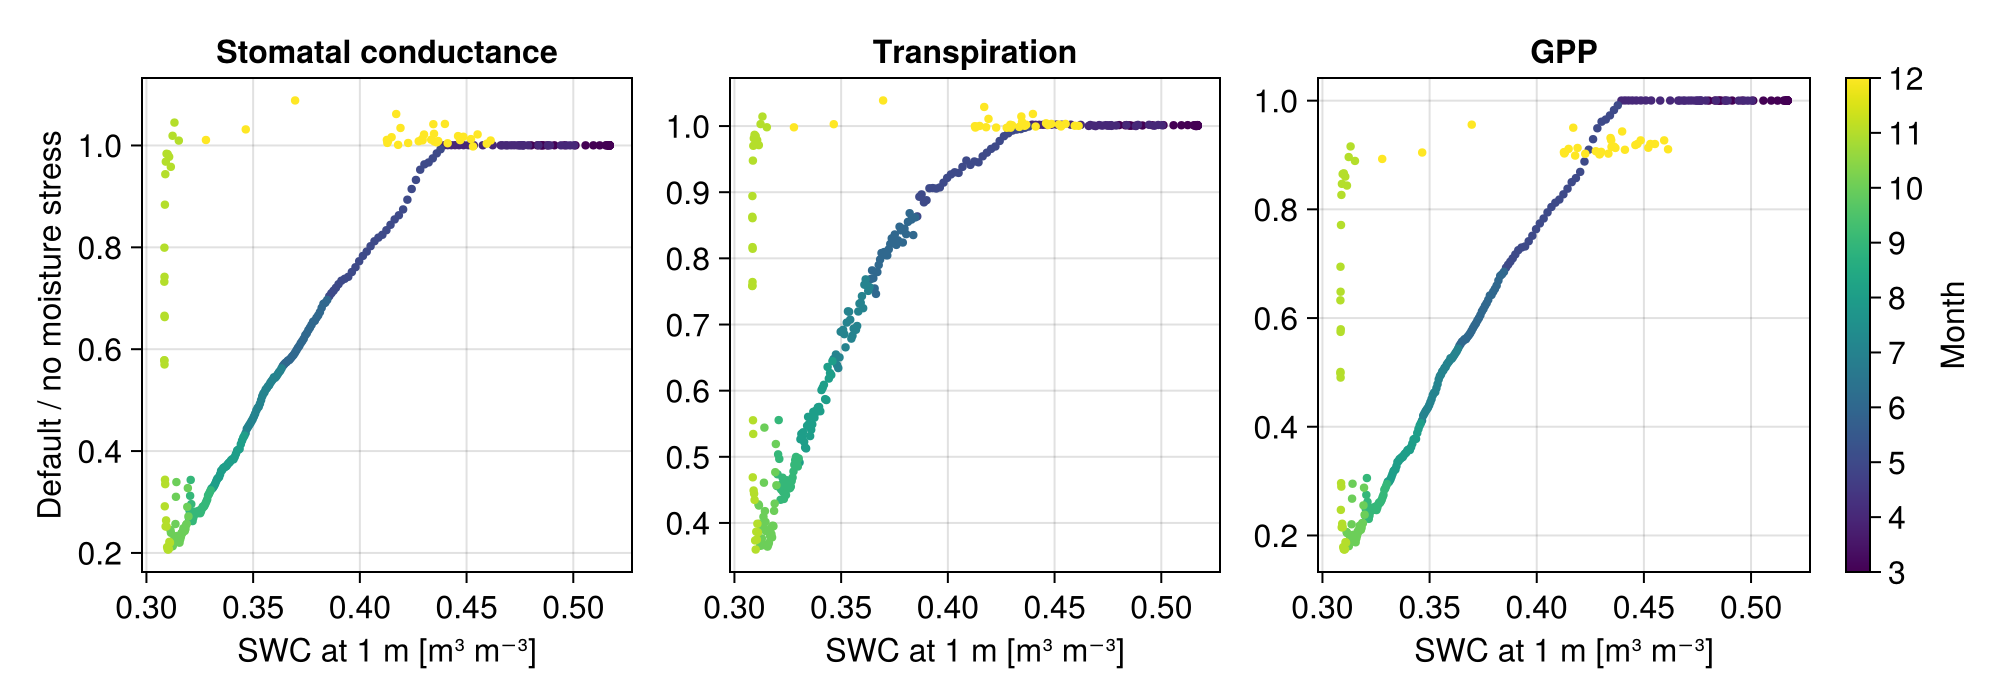 Stomatal conductance
Transpiration
GPP
Default / no moisture stress
1.0
0.8
0.6
0.4
0.2
0.30 0.35 0.40 0.45 0.50
SWC at 1 m [m³ m⁻³]
1.0
0.9
0.8
0.7
0.6
0.5
0.4
0.30 0.35 0.40 0.45 0.50
SWC at 1 m [m³ m⁻³]
1.0
0.8
0.6
0.4
0.2
0.30 0.35 0.40 0.45 0.50
SWC at 1 m [m³ m⁻³]
12
11
10
9
8
7
6
5
4
3
Month